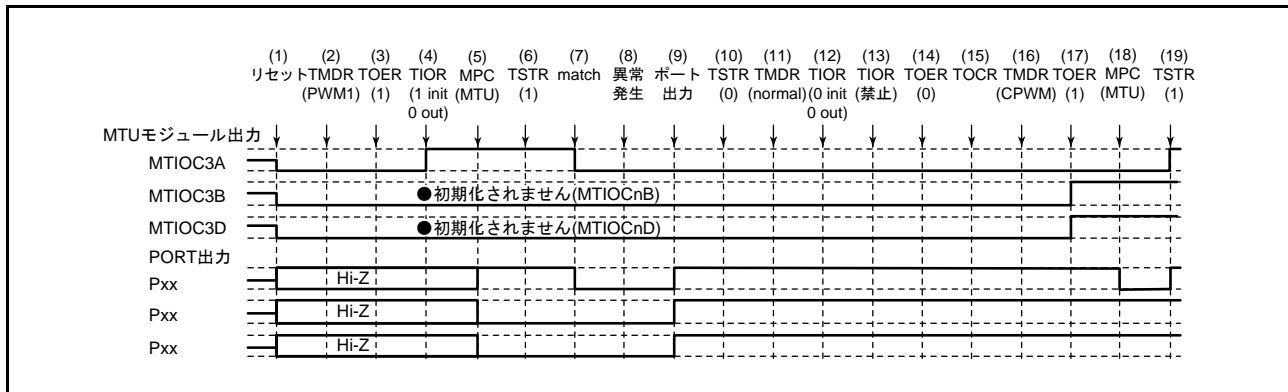 (1) (2) (3) (4) (5) (6) (7) (8) (9) (10) (11) (12) (13) (14) (15) (16) (17) (18) (19)
リセット TMDR TOER TIOR MPC TSTR match 異常 ポート TSTR TMDR TIOR TIOR TOER TOCR TMDR TOER MPC TSTR
(PWM1) (1) (1 init (MTU) (1) 発生 出力 (0) (normal) (0 init (禁止) (0) (CPWM) (1) (MTU) (1)
0 out) 0 out)
MTUモジュール出力
MTIOC3A
MTIOC3B ●初期化されません(MTIOCnB)
MTIOC3D ●初期化されません(MTIOCnD)
PORT出力
Pxx Hi-Z
Pxx Hi-Z
Pxx Hi-Z